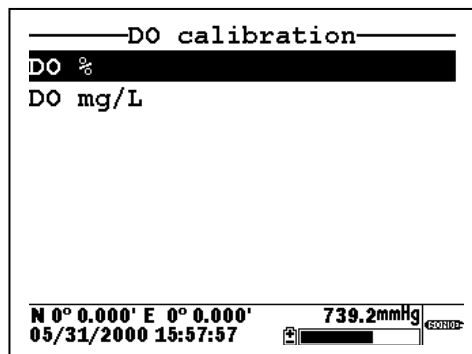 DO calibration
DO %
DO mg/L
N 0° 0.000' E 0° 0.000' 739.2mmHg
05/31/2000 15:57:57
SONDE